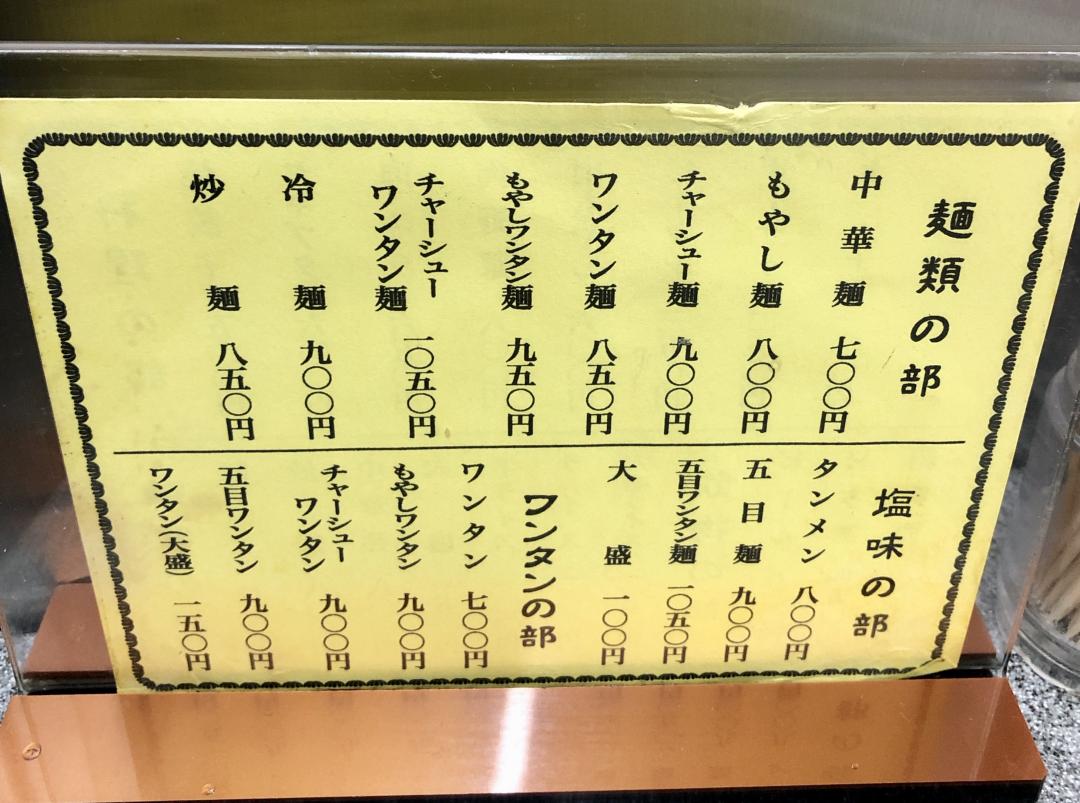 麺類の部
中華麺 七〇〇円
もやし麺 八〇〇円
チャーシュー麺 九〇〇円
ワンタン麺 八五〇円
もやしワンタン麺 九五〇円
チャーシューワンタン麺 一〇五〇円
冷麺 九〇〇円
炒麺 八五〇円
塩味の部
タンメン 八〇〇円
五目麺 九〇〇円
五目ワンタン麺 一〇五〇円
大盛 一〇〇円
ワンタンの部
ワンタン 七〇〇円
もやしワンタン 九〇〇円
チャーシューワンタン 九〇〇円
五目ワンタン 九〇〇円
ワンタン(大盛) 一五〇円